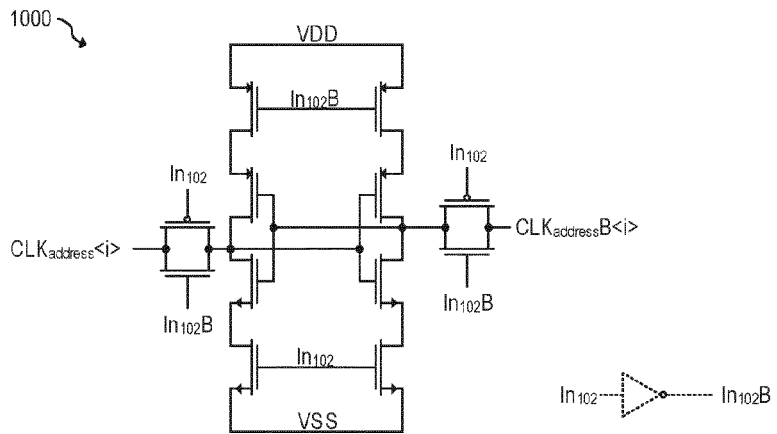 1000
VDD
In₁₀₂B
In₁₀₂
In₁₀₂
CLKaddress<i>
CLKaddressB<i>
In₁₀₂B
In₁₀₂B
In₁₀₂
VSS
In₁₀₂
In₁₀₂B